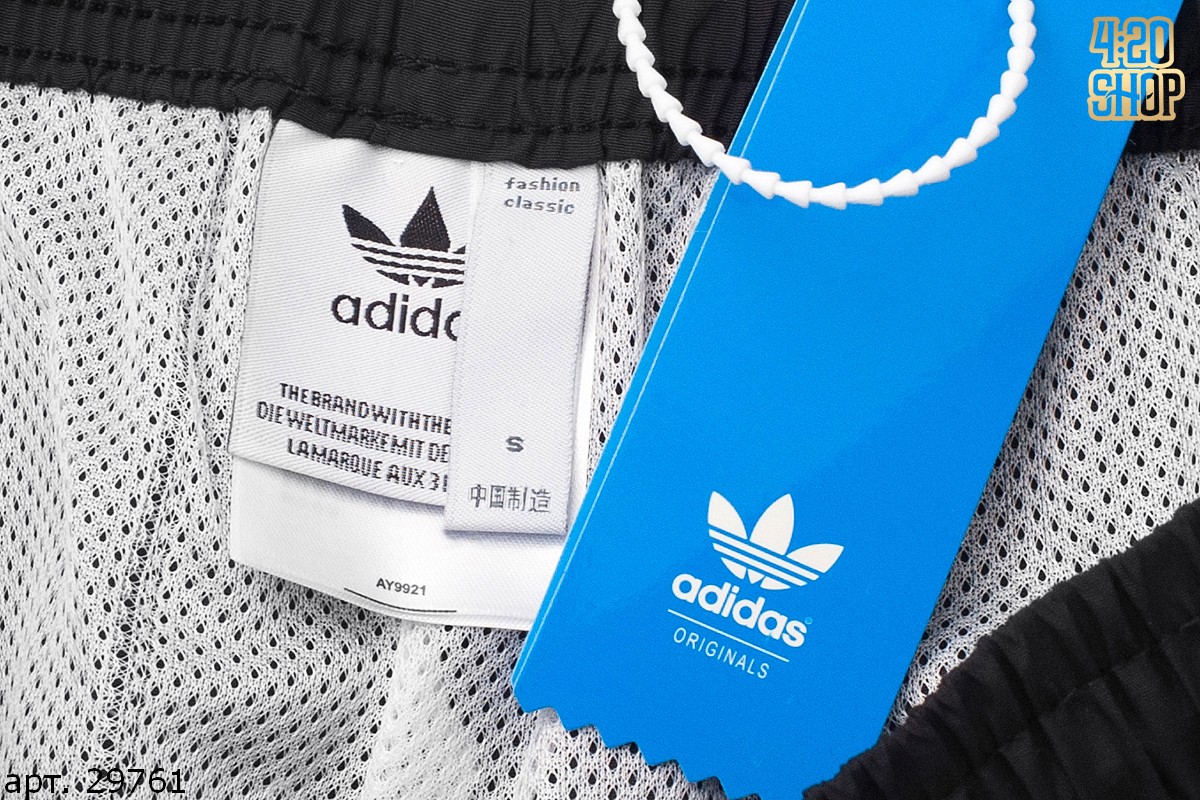 4:20
SHOP
fashion
classic
adida
THE BRAND WITH THE
DIE WELTMARKE MIT DE
LA MARQUE AUX 3
S
中国制造
AY9921
adidas
ORIGINALS
арт. 29761